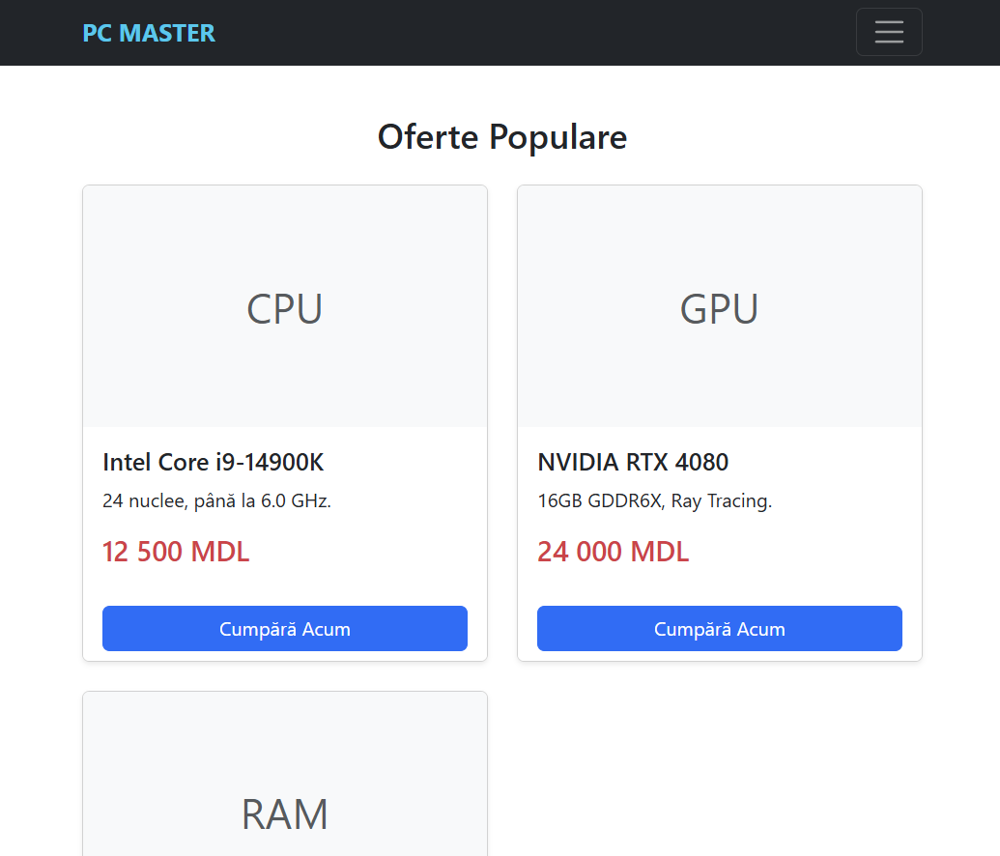 PC MASTER
Oferte Populare
CPU
GPU
Intel Core i9-14900K
24 nuclee, până la 6.0 GHz.
12 500 MDL
Cumpără Acum
NVIDIA RTX 4080
16GB GDDR6X, Ray Tracing.
24 000 MDL
Cumpără Acum
RAM